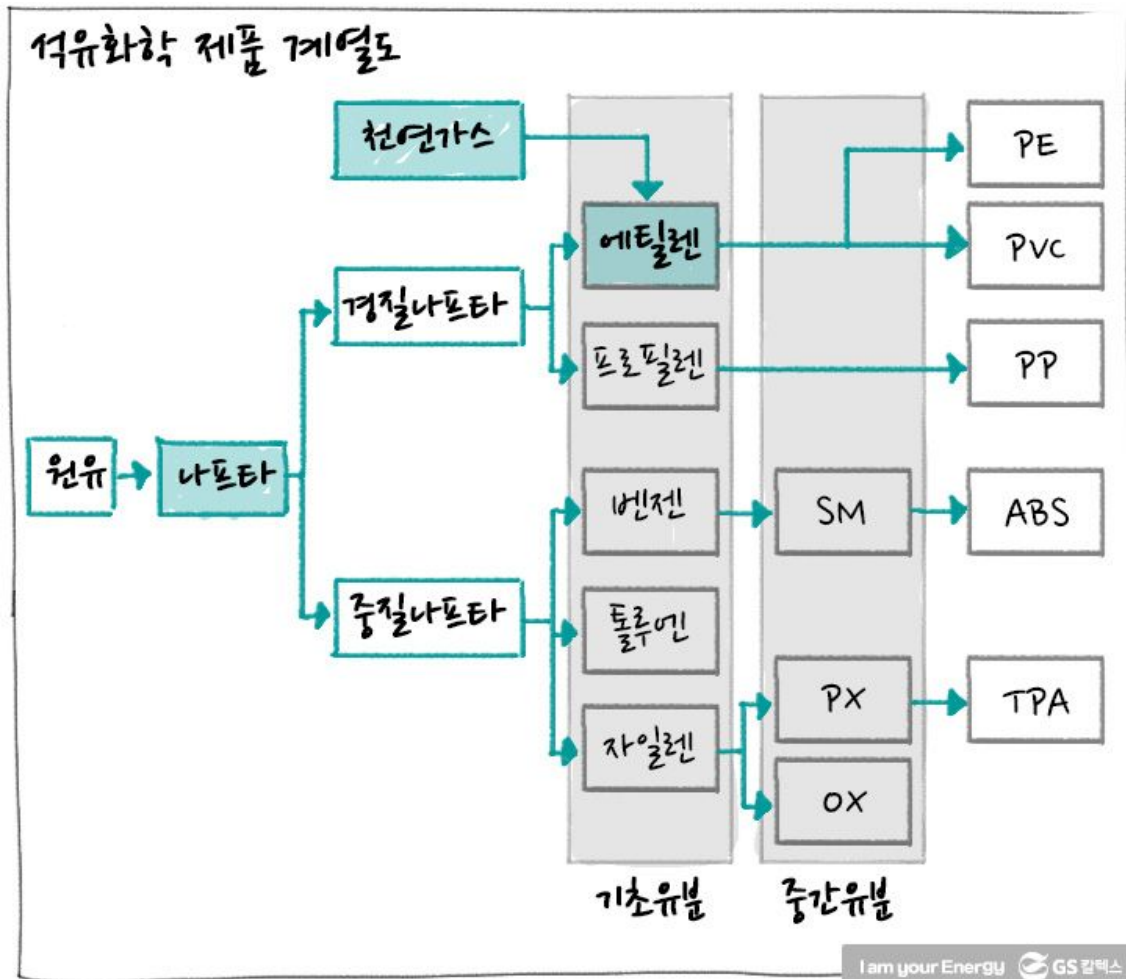 석유화학 제품 계열도
천연가스
PE
에틸렌
PVC
경질나프타
프로필렌
PP
원유
나프타
벤젠
SM
ABS
중질나프타
톨루엔
PX
TPA
자일렌
OX
기초유분
중간유분
I am your Energy GS칼텍스